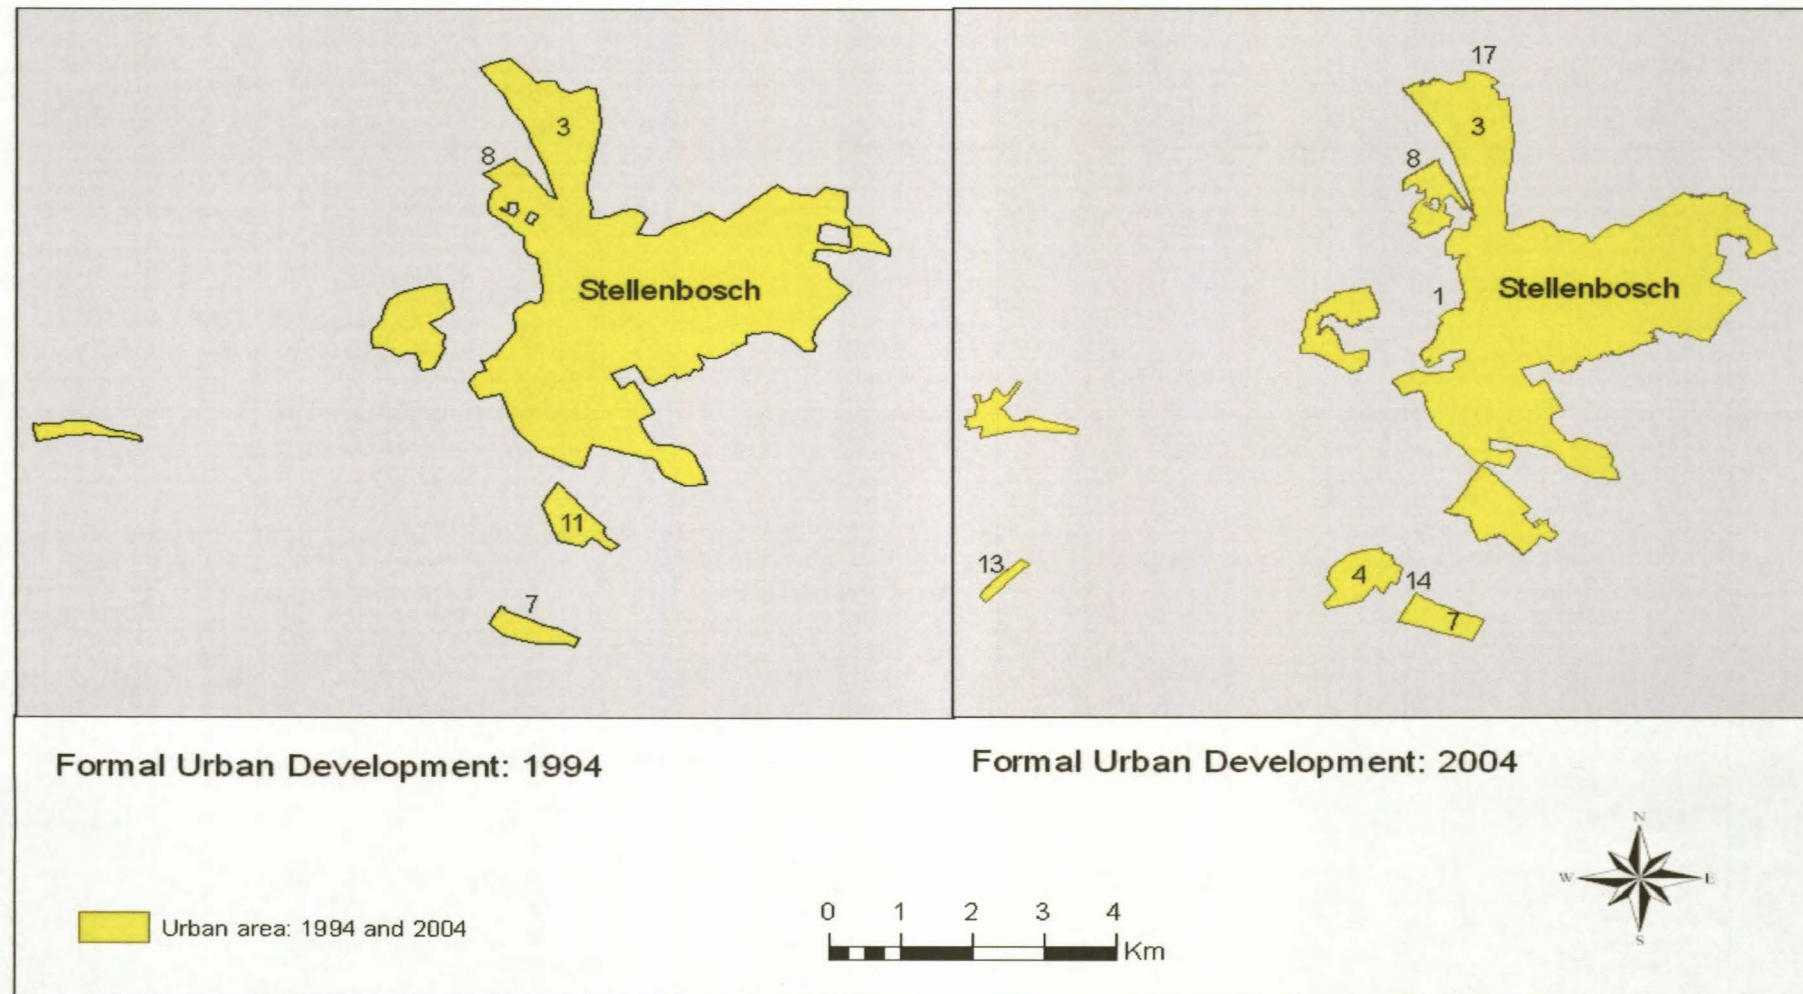 3
8
Stellenbosch
11
7
17
3
8
1
Stellenbosch
13
4
14
7
Formal Urban Development: 1994
Formal Urban Development: 2004
Urban area: 1994 and 2004
0 1 2 3 4
Km
N
W E
S